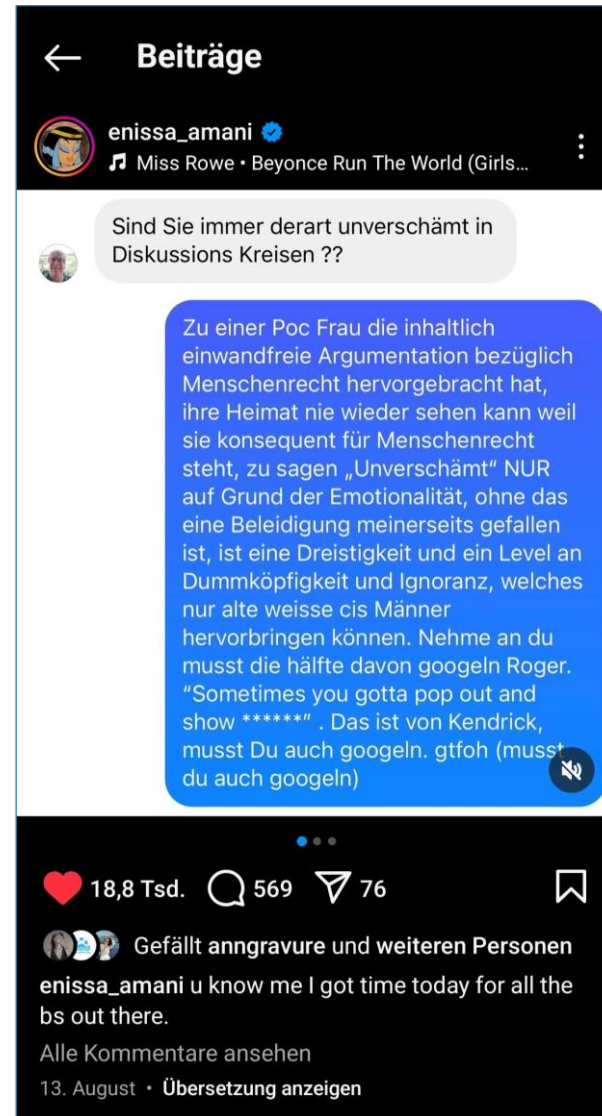 Beiträge
enissa_amani
Miss Rowe • Beyonce Run The World (Girls...
Sind Sie immer derart unverschämt in
Diskussions Kreisen ??
Zu einer Poc Frau die inhaltlich
einwandfreie Argumentation bezüglich
Menschenrecht hervorgebracht hat,
ihre Heimat nie wieder sehen kann weil
sie konsequent für Menschenrecht
steht, zu sagen „Unverschämt“ NUR
auf Grund der Emotionalität, ohne das
eine Beleidigung meinerseits gefallen
ist, ist eine Dreistigkeit und ein Level an
Dummköpfigkeit und Ignoranz, welches
nur alte weisse cis Männer
hervorbringen können. Nehme an du
musst die hälfte davon googeln Roger.
“Sometimes you gotta pop out and
show ******” . Das ist von Kendrick,
musst Du auch googeln. gtfoh (musst
du auch googeln)
18,8 Tsd. 569 76
Gefällt anngravure und weiteren Personen
enissa_amani u know me I got time today for all the
bs out there.
Alle Kommentare ansehen
13. August • Übersetzung anzeigen